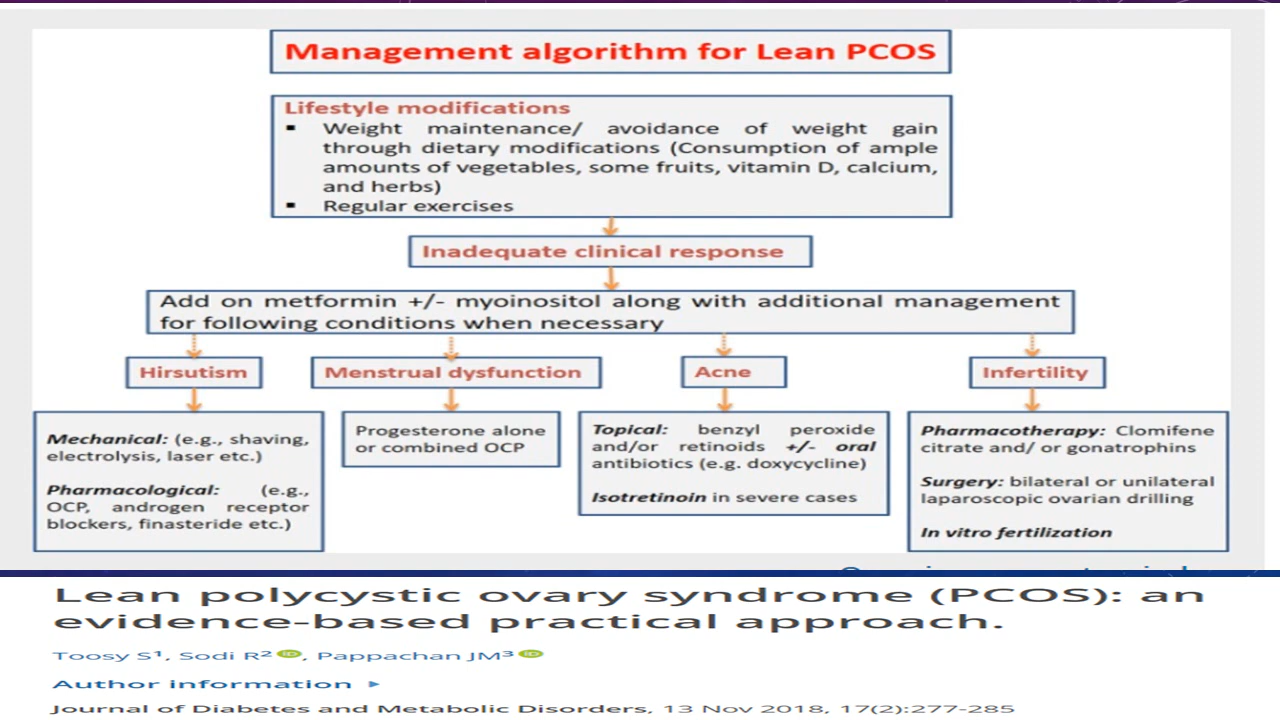 Management algorithm for Lean PCOS
Lifestyle modifications
▪ Weight maintenance/ avoidance of weight gain
through dietary modifications (Consumption of ample
amounts of vegetables, some fruits, vitamin D, calcium,
and herbs)
▪ Regular exercises
Inadequate clinical response
Add on metformin +/- myoinositol along with additional management
for following conditions when necessary
Hirsutism
Mechanical: (e.g., shaving,
electrolysis, laser etc.)
Pharmacological: (e.g.,
OCP, androgen receptor
blockers, finasteride etc.)
Menstrual dysfunction
Progesterone alone
or combined OCP
Acne
Topical: benzyl peroxide
and/or retinoids +/- oral
antibiotics (e.g. doxycycline)
Isotretinoin in severe cases
Infertility
Pharmacotherapy: Clomifene
citrate and/ or gonatrophins
Surgery: bilateral or unilateral
laparoscopic ovarian drilling
In vitro fertilization
Lean polycystic ovary syndrome (PCOS): an
evidence-based practical approach.
Toosy S¹, Sodi R² iD, Pappachan JM³ iD
Author information ▸
Journal of Diabetes and Metabolic Disorders, 13 Nov 2018, 17(2):277-285